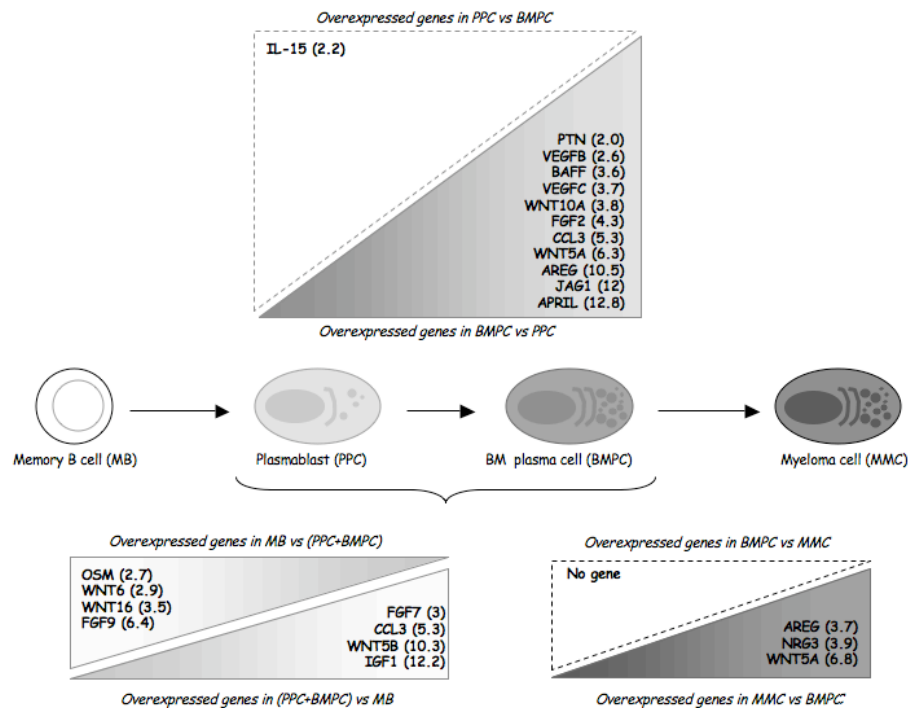 Overexpressed genes in PPC vs BMPC
IL-15 (2.2)
PTN (2.0)
VEGFB (2.6)
BAFF (3.6)
VEGFC (3.7)
WNT10A (3.8)
FGF2 (4.3)
CCL3 (5.3)
WNT5A (6.3)
AREG (10.5)
JAG1 (12)
APRIL (12.8)
Overexpressed genes in BMPC vs PPC
Memory B cell (MB)
Plasmablast (PPC)
BM plasma cell (BMPC)
Myeloma cell (MMC)
Overexpressed genes in MB vs (PPC+BMPC)
OSM (2.7)
WNT6 (2.9)
WNT16 (3.5)
FGF9 (6.4)
FGF7 (3)
CCL3 (5.3)
WNT5B (10.3)
IGF1 (12.2)
Overexpressed genes in (PPC+BMPC) vs MB
Overexpressed genes in BMPC vs MMC
No gene
AREG (3.7)
NRG3 (3.9)
WNT5A (6.8)
Overexpressed genes in MMC vs BMPC